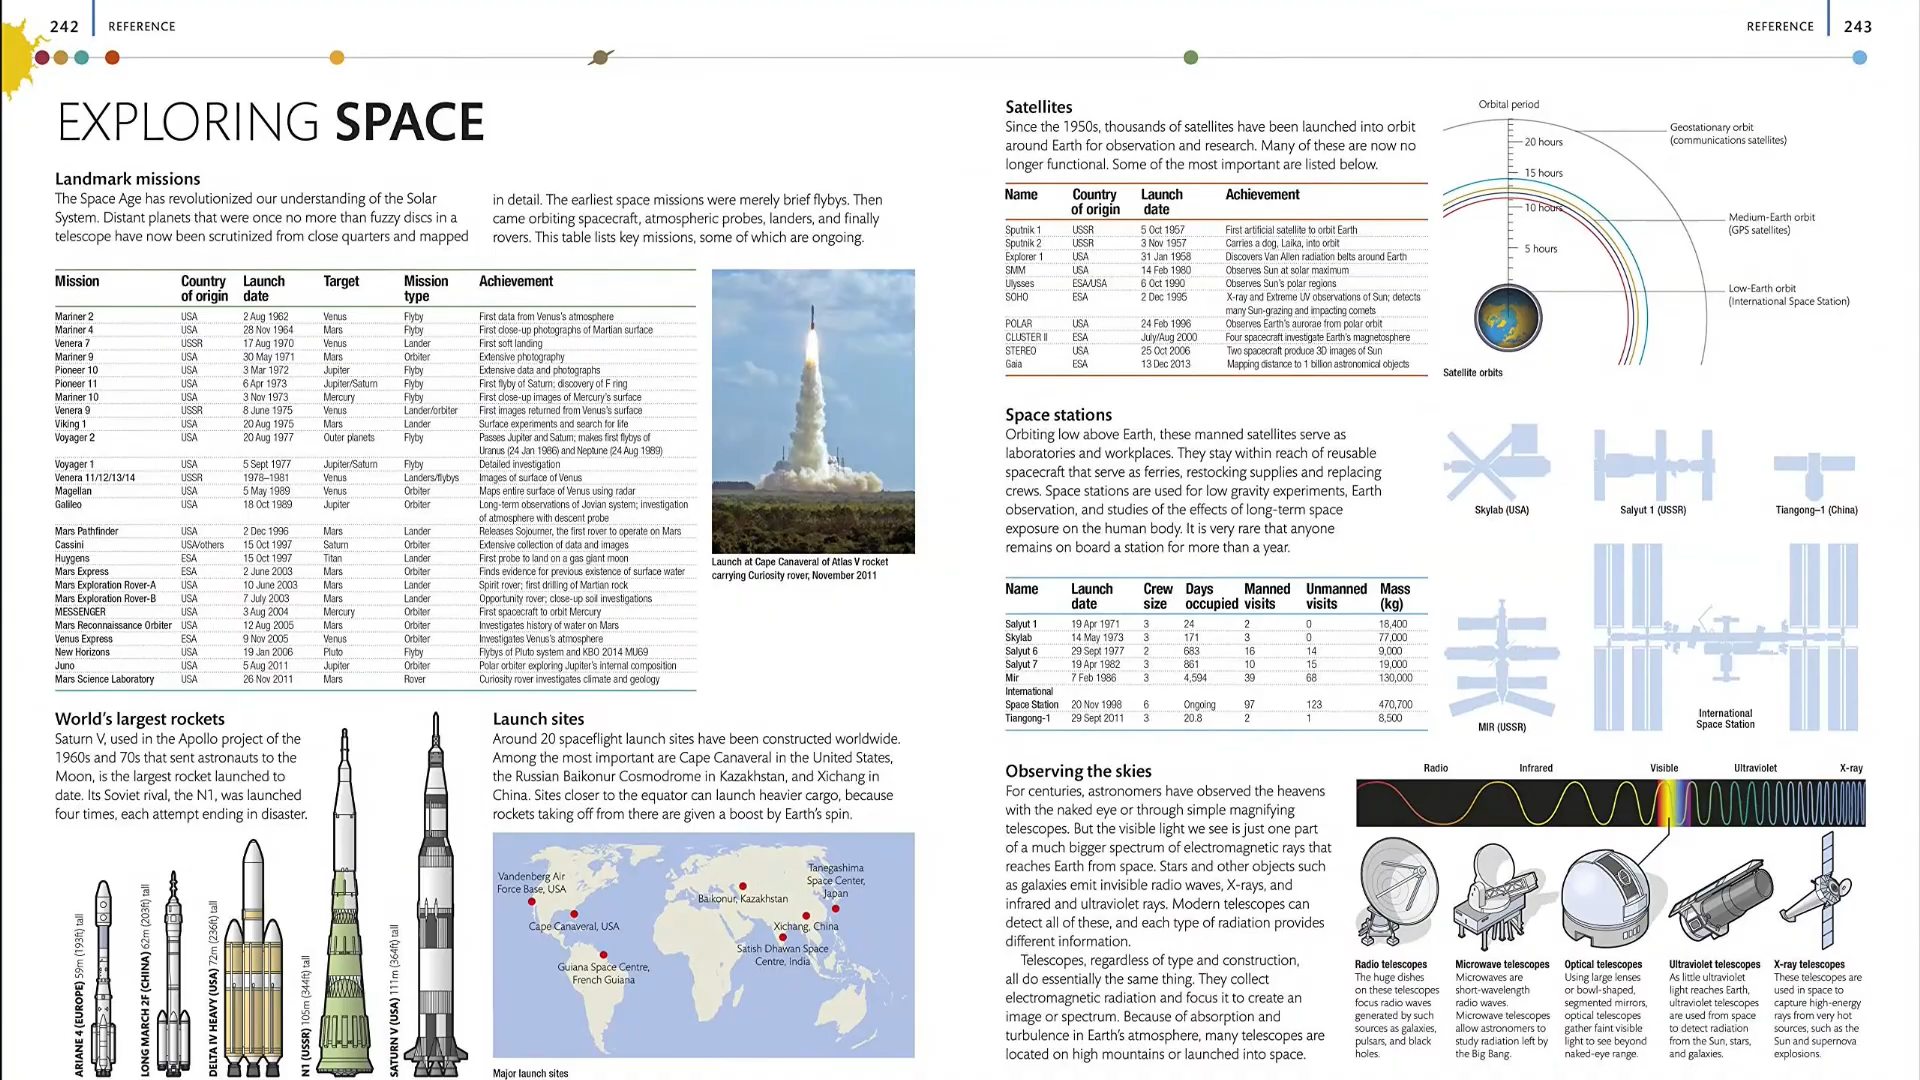 242 REFERENCE
REFERENCE 243
EXPLORING SPACE
Landmark missions
The Space Age has revolutionized our understanding of the Solar
System. Distant planets that were once no more than fuzzy discs in a
telescope have now been scrutinized from close quarters and mapped
in detail. The earliest space missions were merely brief flybys. Then
came orbiting spacecraft, atmospheric probes, landers, and finally
rovers. This table lists key missions, some of which are ongoing.
Mission Country of origin Launch date Target Mission type Achievement
Mariner 2 USA 2 Aug 1962 Venus Flyby First data from Venus's atmosphere
Mariner 4 USA 28 Nov 1964 Mars Flyby First close-up photographs of Martian surface
Venera 7 USSR 17 Aug 1970 Venus Lander First soft landing
Mariner 9 USA 30 May 1971 Mars Orbiter Extensive photography
Pioneer 10 USA 3 Mar 1972 Jupiter Flyby Extensive data and photographs
Pioneer 11 USA 6 Apr 1973 Jupiter/Saturn Flyby First flyby of Saturn; discovery of F ring
Mariner 10 USA 3 Nov 1973 Mercury Flyby First close-up images of Mercury's surface
Venera 9 USSR 8 June 1975 Venus Lander/orbiter First images returned from Venus's surface
Viking 1 USA 20 Aug 1975 Mars Lander Surface experiments and search for life
Voyager 2 USA 20 Aug 1977 Outer planets Flyby Passes Jupiter and Saturn; makes first flybys of
Uranus (24 Jan 1986) and Neptune (24 Aug 1989)
Voyager 1 USA 5 Sept 1977 Jupiter/Saturn Flyby Detailed investigation
Venera 11/12/13/14 USSR 1978–1981 Venus Landers/flybys Images of surface of Venus
Magellan USA 5 May 1989 Venus Orbiter Maps entire surface of Venus using radar
Galileo USA 18 Oct 1989 Jupiter Orbiter Long-term observations of Jovian system; investigation
of atmosphere with descent probe
Mars Pathfinder USA 2 Dec 1996 Mars Lander Releases Sojourner, the first rover to operate on Mars
Cassini USA/others 15 Oct 1997 Saturn Orbiter Extensive collection of data and images
Huygens ESA 15 Oct 1997 Titan Lander First probe to land on a gas giant moon
Mars Express ESA 2 June 2003 Mars Orbiter Finds evidence for previous existence of surface water
Mars Exploration Rover-A USA 10 June 2003 Mars Lander Spirit rover; first drilling of Martian rock
Mars Exploration Rover-B USA 7 July 2003 Mars Lander Opportunity rover; close-up soil investigations
MESSENGER USA 3 Aug 2004 Mercury Orbiter First spacecraft to orbit Mercury
Mars Reconnaissance Orbiter USA 12 Aug 2005 Mars Orbiter Investigates history of water on Mars
Venus Express ESA 9 Nov 2005 Venus Orbiter Investigates Venus's atmosphere
New Horizons USA 19 Jan 2006 Pluto Flyby Flybys of Pluto system and KBO 2014 MU69
Juno USA 5 Aug 2011 Jupiter Orbiter Polar orbiter exploring Jupiter's internal composition
Mars Science Laboratory USA 26 Nov 2011 Mars Rover Curiosity rover investigates climate and geology
Launch at Cape Canaveral of Atlas V rocket
carrying Curiosity rover, November 2011
World's largest rockets
Saturn V, used in the Apollo project of the
1960s and 70s that sent astronauts to the
Moon, is the largest rocket launched to
date. Its Soviet rival, the N1, was launched
four times, each attempt ending in disaster.
ARIANE 4 (EUROPE) 59m (193ft) tall
LONG MARCH 2F (CHINA) 62m (203ft) tall
DELTA IV HEAVY (USA) 72m (236ft) tall
N1 (USSR) 105m (344ft) tall
SATURN V (USA) 111m (364ft) tall
Launch sites
Around 20 spaceflight launch sites have been constructed worldwide.
Among the most important are Cape Canaveral in the United States,
the Russian Baikonur Cosmodrome in Kazakhstan, and Xichang in
China. Sites closer to the equator can launch heavier cargo, because
rockets taking off from there are given a boost by Earth's spin.
Vandenberg Air
Force Base, USA
Cape Canaveral, USA
Guiana Space Centre,
French Guiana
Baikonur, Kazakhstan
Tanegashima
Space Center,
Japan
Xichang, China
Satish Dhawan Space
Centre, India
Major launch sites
Satellites
Since the 1950s, thousands of satellites have been launched into orbit
around Earth for observation and research. Many of these are now no
longer functional. Some of the most important are listed below.
Name Country of origin Launch date Achievement
Sputnik 1 USSR 5 Oct 1957 First artificial satellite to orbit Earth
Sputnik 2 USSR 3 Nov 1957 Carries a dog, Laika, into orbit
Explorer 1 USA 31 Jan 1958 Discovers Van Allen radiation belts around Earth
SMM USA 14 Feb 1980 Observes Sun at solar maximum
Ulysses ESA/USA 6 Oct 1990 Observes Sun's polar regions
SOHO ESA 2 Dec 1995 X-ray and Extreme UV observations of Sun; detects
many Sun-grazing and impacting comets
POLAR USA 24 Feb 1996 Observes Earth's aurorae from polar orbit
CLUSTER II ESA July/Aug 2000 Four spacecraft investigate Earth's magnetosphere
STEREO USA 25 Oct 2006 Two spacecraft produce 3D images of Sun
Gaia ESA 13 Dec 2013 Mapping distance to 1 billion astronomical objects
Orbital period
20 hours
15 hours
10 hours
5 hours
Geostationary orbit
(communications satellites)
Medium-Earth orbit
(GPS satellites)
Low-Earth orbit
(International Space Station)
Satellite orbits
Space stations
Orbiting low above Earth, these manned satellites serve as
laboratories and workplaces. They stay within reach of reusable
spacecraft that serve as ferries, restocking supplies and replacing
crews. Space stations are used for low gravity experiments, Earth
observation, and studies of the effects of long-term space
exposure on the human body. It is very rare that anyone
remains on board a station for more than a year.
Name Launch date Crew size Days occupied Manned visits Unmanned visits Mass (kg)
Salyut 1 19 Apr 1971 3 24 2 0 18,400
Skylab 14 May 1973 3 171 3 0 77,000
Salyut 6 29 Sept 1977 2 683 16 14 9,000
Salyut 7 19 Apr 1982 3 861 10 15 19,000
Mir 7 Feb 1986 3 4,594 39 68 130,000
International
Space Station 20 Nov 1998 6 Ongoing 97 123 470,700
Tiangong-1 29 Sept 2011 3 20.8 2 1 8,500
Skylab (USA)
Salyut 1 (USSR)
Tiangong–1 (China)
MIR (USSR)
International
Space Station
Observing the skies
For centuries, astronomers have observed the heavens
with the naked eye or through simple magnifying
telescopes. But the visible light we see is just one part
of a much bigger spectrum of electromagnetic rays that
reaches Earth from space. Stars and other objects such
as galaxies emit invisible radio waves, X-rays, and
infrared and ultraviolet rays. Modern telescopes can
detect all of these, and each type of radiation provides
different information.
Telescopes, regardless of type and construction,
all do essentially the same thing. They collect
electromagnetic radiation and focus it to create an
image or spectrum. Because of absorption and
turbulence in Earth's atmosphere, many telescopes are
located on high mountains or launched into space.
Radio Infrared Visible Ultraviolet X-ray
Radio telescopes
The huge dishes
on these telescopes
focus radio waves
generated by such
sources as galaxies,
pulsars, and black
holes.
Microwave telescopes
Microwaves are
short-wavelength
radio waves.
Microwave telescopes
allow astronomers to
study radiation left by
the Big Bang.
Optical telescopes
Using large lenses
or bowl-shaped,
segmented mirrors,
optical telescopes
gather faint visible
light to see beyond
naked-eye range.
Ultraviolet telescopes
As little ultraviolet
light reaches Earth,
ultraviolet telescopes
are used from space
to detect radiation
from the Sun, stars,
and galaxies.
X-ray telescopes
These telescopes are
used in space to
capture high-energy
rays from very hot
sources, such as the
Sun and supernova
explosions.